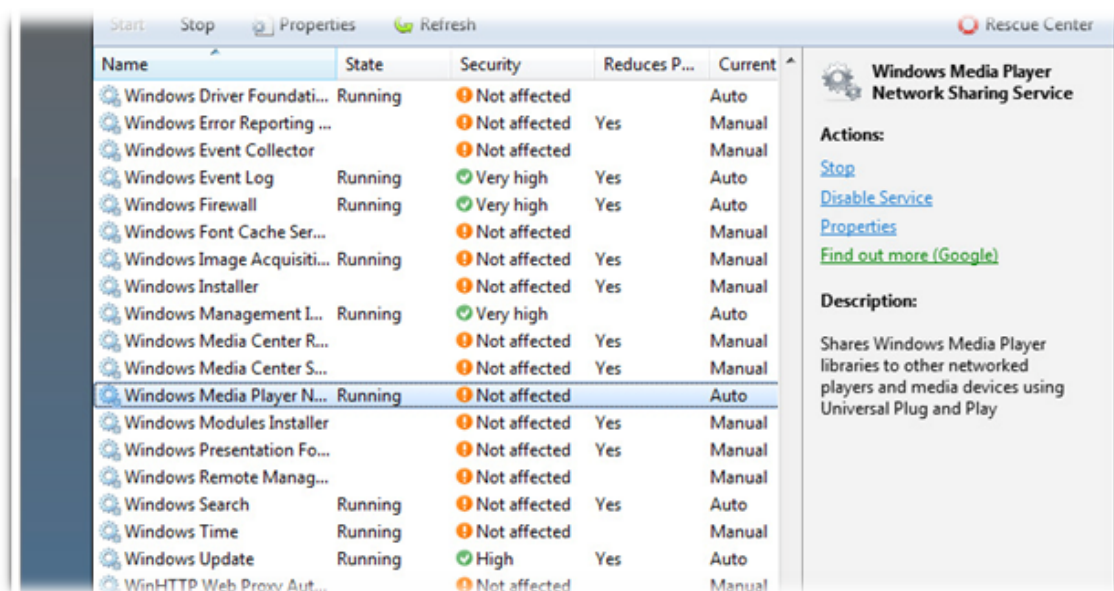 Start Stop Properties Refresh Rescue Center
Name State Security Reduces P... Current
Windows Driver Foundati... Running Not affected Auto
Windows Error Reporting ... Not affected Yes Manual
Windows Event Collector Not affected Manual
Windows Event Log Running Very high Yes Auto
Windows Firewall Running Very high Yes Auto
Windows Font Cache Ser... Not affected Manual
Windows Image Acquisiti... Running Not affected Yes Manual
Windows Installer Not affected Yes Manual
Windows Management I... Running Very high Auto
Windows Media Center R... Not affected Yes Manual
Windows Media Center S... Not affected Yes Manual
Windows Media Player N... Running Not affected Auto
Windows Modules Installer Not affected Yes Manual
Windows Presentation Fo... Not affected Yes Manual
Windows Remote Manag... Not affected Manual
Windows Search Running Not affected Yes Auto
Windows Time Running Not affected Manual
Windows Update Running High Yes Auto
WinHTTP Web Proxy Aut... Not affected Manual
Windows Media Player
Network Sharing Service
Actions:
Stop
Disable Service
Properties
Find out more (Google)
Description:
Shares Windows Media Player
libraries to other networked
players and media devices using
Universal Plug and Play